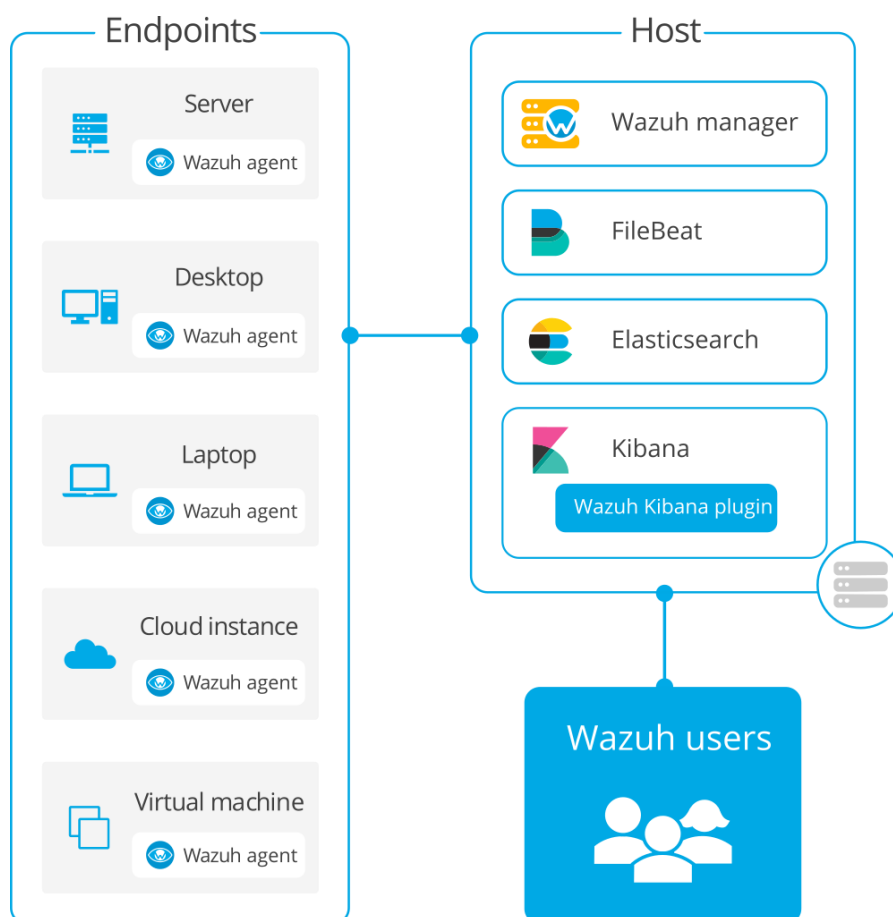 Endpoints
Server
Wazuh agent
Desktop
Wazuh agent
Laptop
Wazuh agent
Cloud instance
Wazuh agent
Virtual machine
Wazuh agent
Host
Wazuh manager
FileBeat
Elasticsearch
Kibana
Wazuh Kibana plugin
Wazuh users